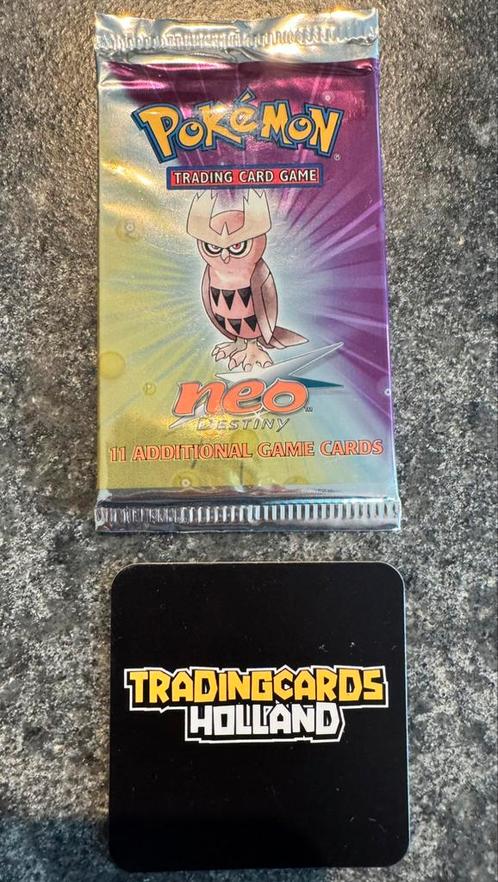 POKéMON
TRADING CARD GAME
neo
DESTINY
11 ADDITIONAL GAME CARDS
TRADINGCARDS
HOLLAND